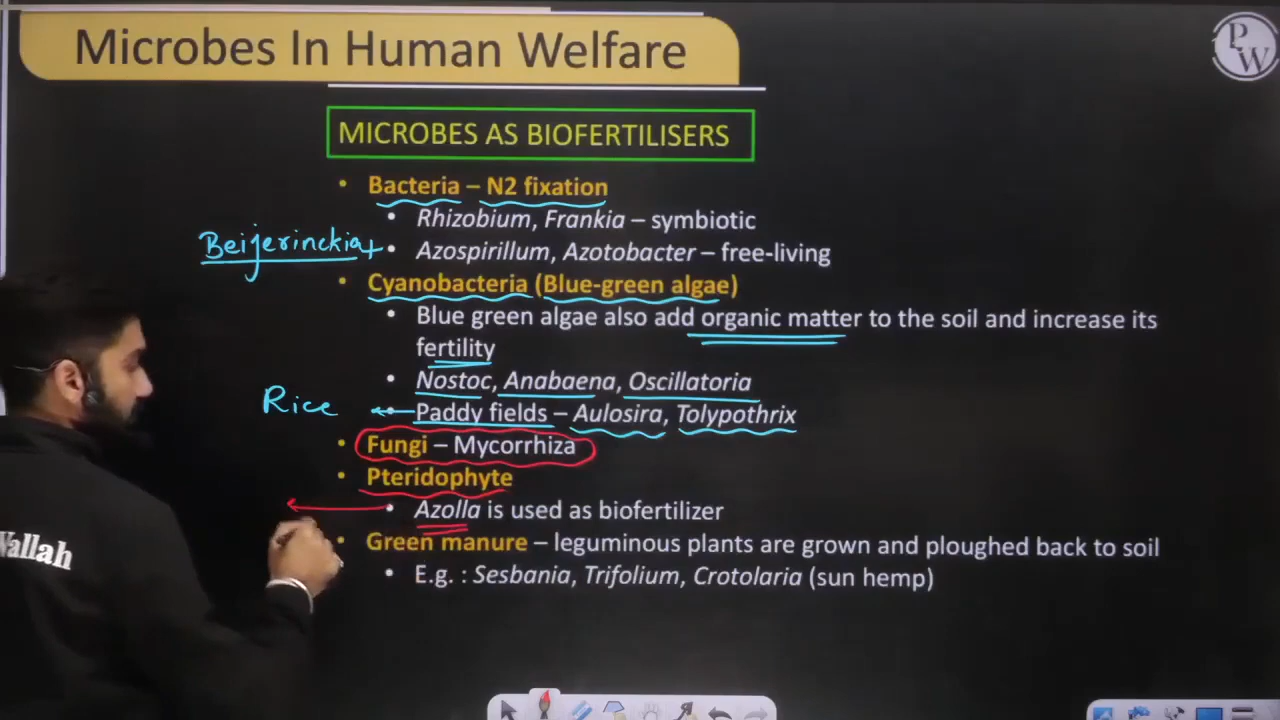 Microbes In Human Welfare
PW
MICROBES AS BIOFERTILISERS
• Bacteria – N2 fixation
• Rhizobium, Frankia – symbiotic
Beijerinckia
• Azospirillum, Azotobacter – free-living
• Cyanobacteria (Blue-green algae)
• Blue green algae also add organic matter to the soil and increase its
fertility
• Nostoc, Anabaena, Oscillatoria
Rice ← Paddy fields – Aulosira, Tolypothrix
• Fungi – Mycorrhiza
• Pteridophyte
• Azolla is used as biofertilizer
• Green manure – leguminous plants are grown and ploughed back to soil
• E.g. : Sesbania, Trifolium, Crotolaria (sun hemp)
Wallah